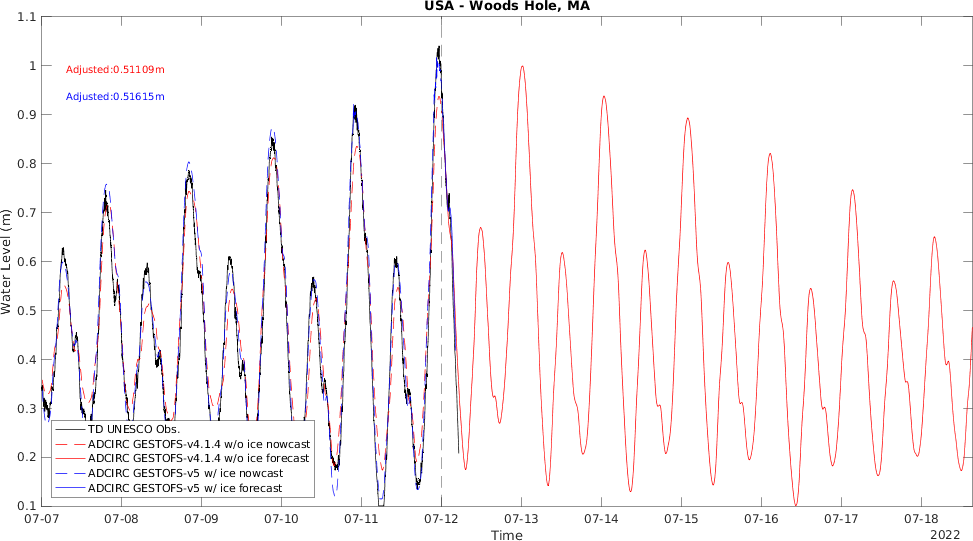 USA - Woods Hole, MA
1.1
1
0.9
0.8
0.7
0.6
0.5
0.4
0.3
0.2
0.1
Water Level (m)
Adjusted:0.51109m
Adjusted:0.51615m
TD UNESCO Obs.
ADCIRC GESTOFS-v4.1.4 w/o ice nowcast
ADCIRC GESTOFS-v4.1.4 w/o ice forecast
ADCIRC GESTOFS-v5 w/ ice nowcast
ADCIRC GESTOFS-v5 w/ ice forecast
07-07 07-08 07-09 07-10 07-11 07-12 07-13 07-14 07-15 07-16 07-17 07-18
Time
2022